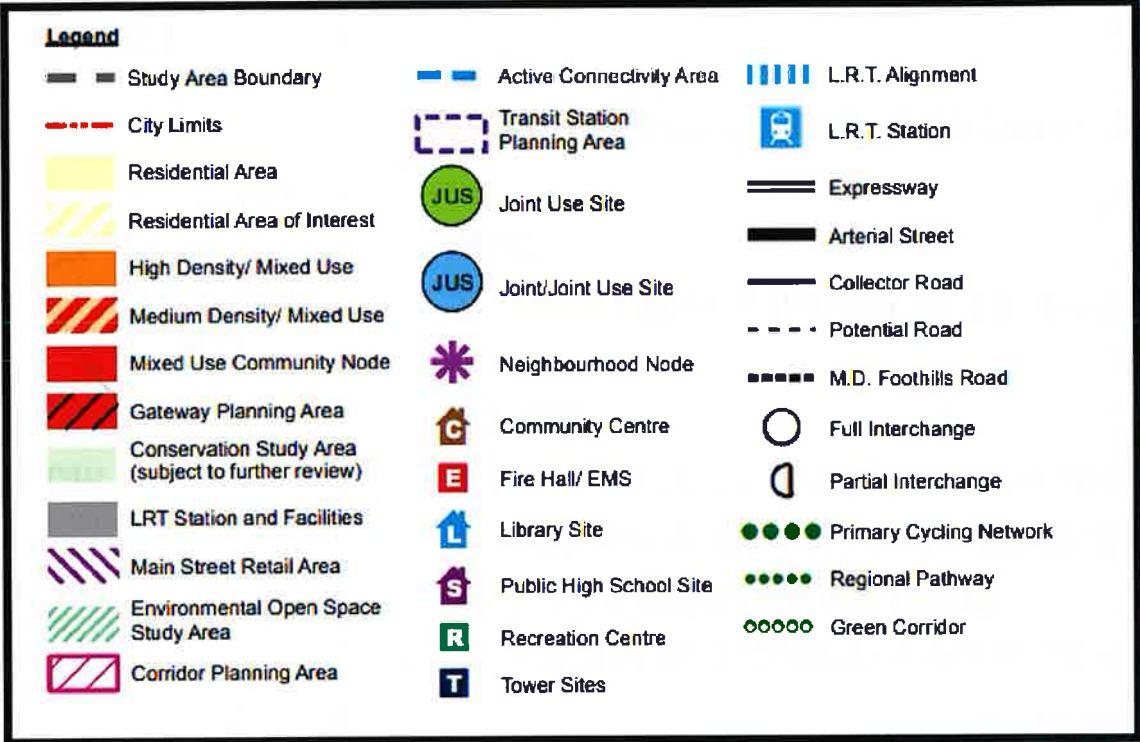 Legend
Study Area Boundary
City Limits
Residential Area
Residential Area of Interest
High Density/ Mixed Use
Medium Density/ Mixed Use
Mixed Use Community Node
Gateway Planning Area
Conservation Study Area
(subject to further review)
LRT Station and Facilities
Main Street Retail Area
Environmental Open Space
Study Area
Corridor Planning Area
Active Connectivity Area
Transit Station
Planning Area
JUS Joint Use Site
JUS Joint/Joint Use Site
Neighbourhood Node
C Community Centre
E Fire Hall/ EMS
L Library Site
S Public High School Site
R Recreation Centre
T Tower Sites
L.R.T. Alignment
L.R.T. Station
Expressway
Arterial Street
Collector Road
Potential Road
M.D. Foothills Road
Full Interchange
Partial Interchange
Primary Cycling Network
Regional Pathway
Green Corridor